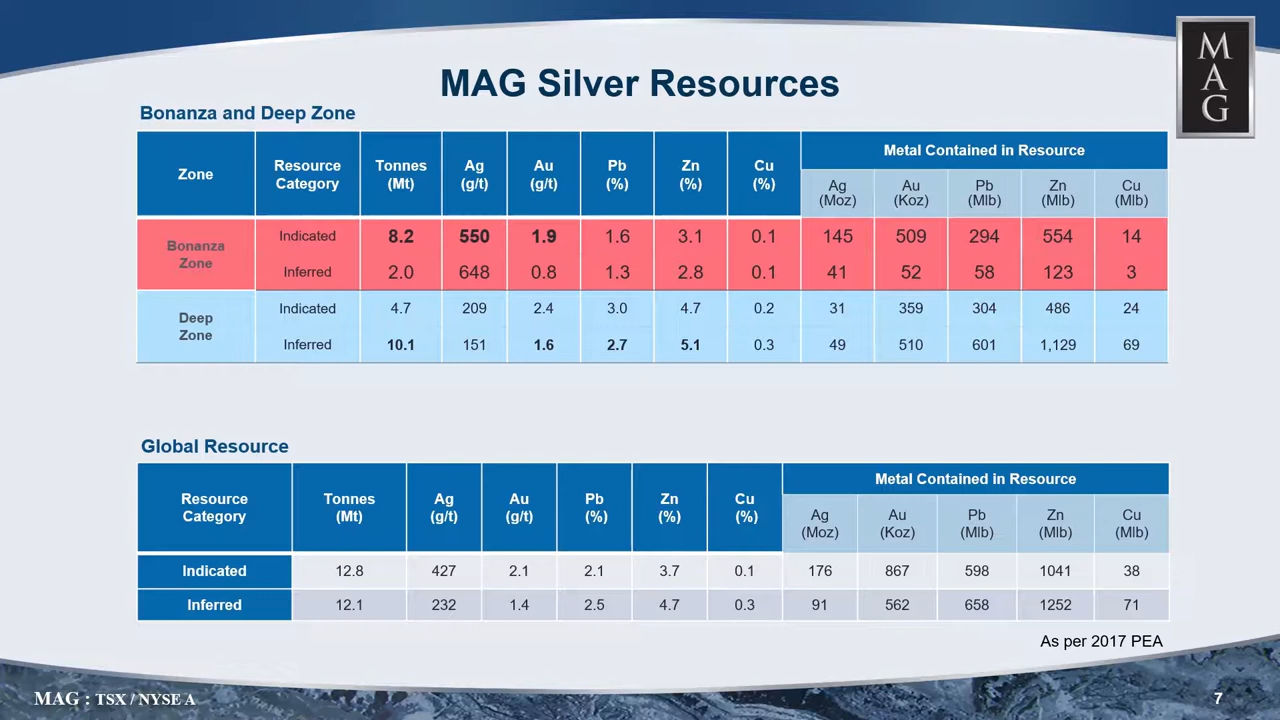 MAG Silver Resources
M
A
G
Bonanza and Deep Zone
Zone Resource Category Tonnes (Mt) Ag (g/t) Au (g/t) Pb (%) Zn (%) Cu (%) Metal Contained in Resource
Ag (Moz) Au (Koz) Pb (Mlb) Zn (Mlb) Cu (Mlb)
Bonanza Zone
Indicated 8.2 550 1.9 1.6 3.1 0.1 145 509 294 554 14
Inferred 2.0 648 0.8 1.3 2.8 0.1 41 52 58 123 3
Deep Zone
Indicated 4.7 209 2.4 3.0 4.7 0.2 31 359 304 486 24
Inferred 10.1 151 1.6 2.7 5.1 0.3 49 510 601 1,129 69
Global Resource
Resource Category Tonnes (Mt) Ag (g/t) Au (g/t) Pb (%) Zn (%) Cu (%) Metal Contained in Resource
Ag (Moz) Au (Koz) Pb (Mlb) Zn (Mlb) Cu (Mlb)
Indicated 12.8 427 2.1 2.1 3.7 0.1 176 867 598 1041 38
Inferred 12.1 232 1.4 2.5 4.7 0.3 91 562 658 1252 71
As per 2017 PEA
MAG : TSX / NYSE A
7